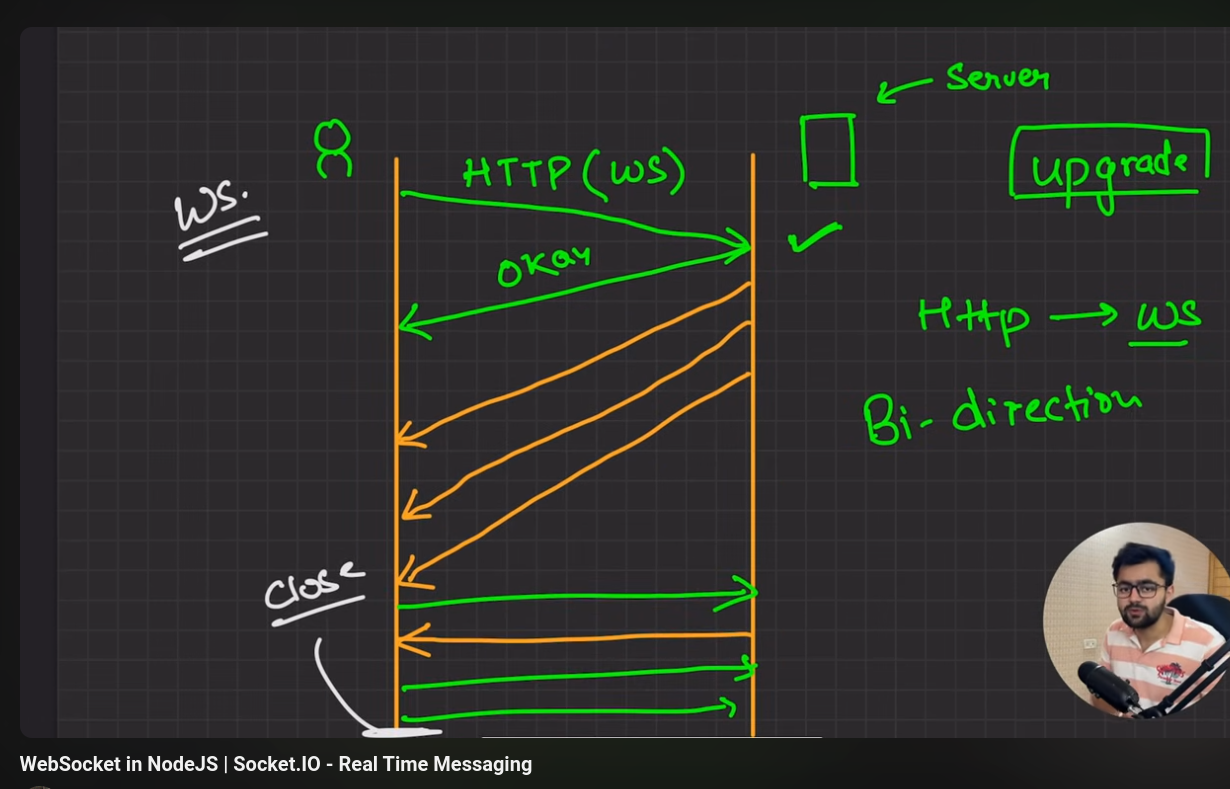 Server
HTTP (WS)
upgrade
WS.
okay
Http → WS
Bi-direction
close
WebSocket in NodeJS | Socket.IO - Real Time Messaging